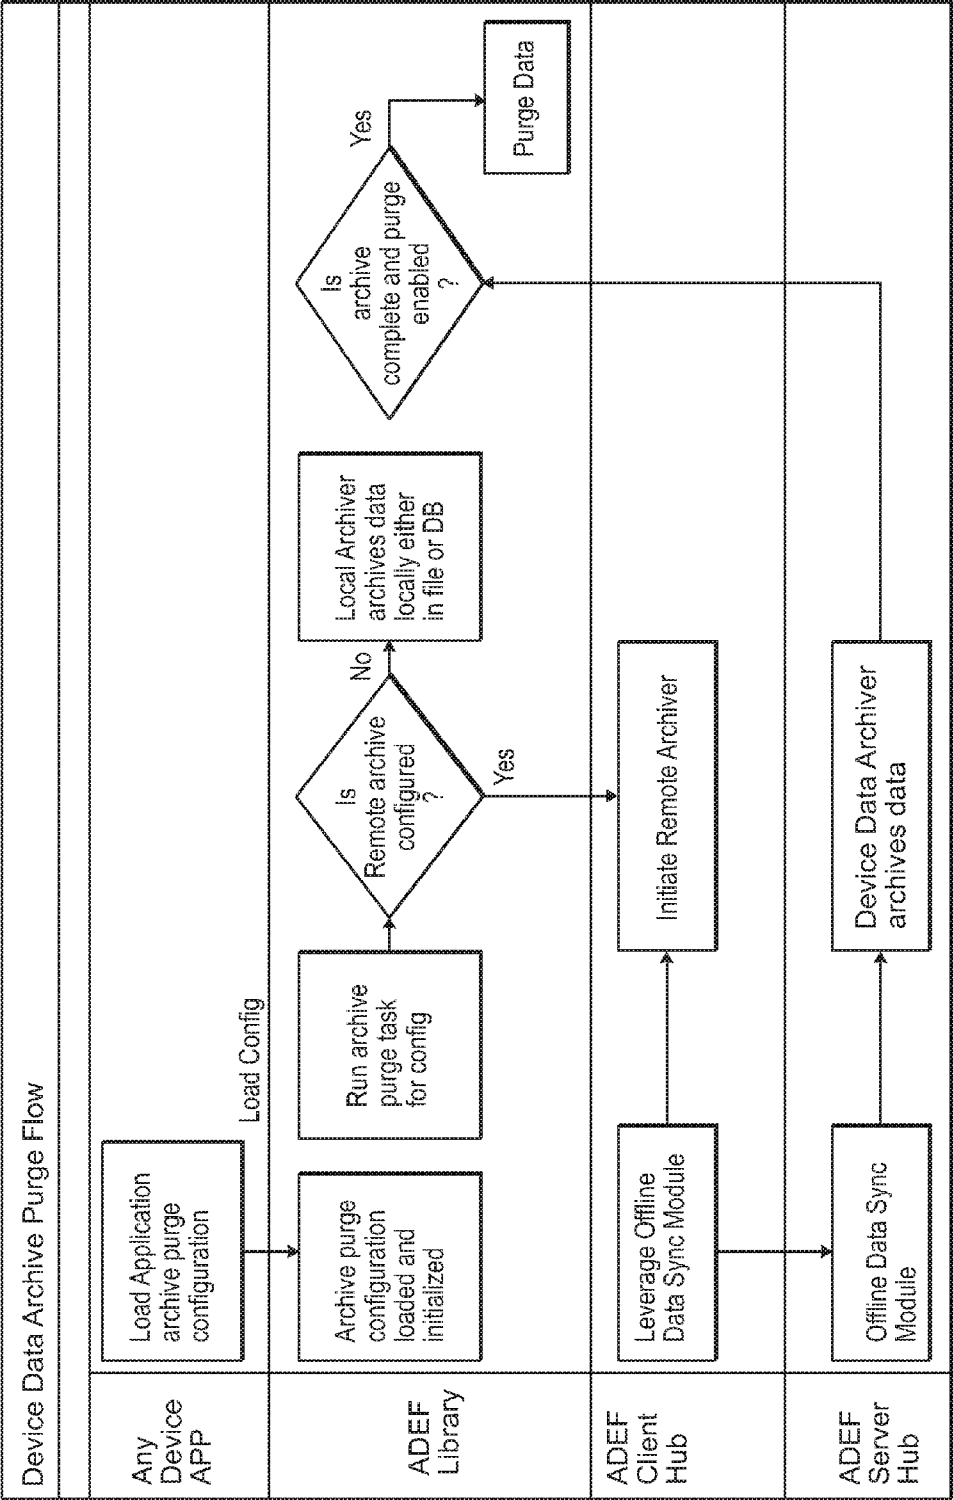 Device Data Archive Purge Flow
Any
Device
APP
Load Application
archive purge
configuration
Load Config
ADEF
Library
Archive purge
configuration
loaded and
initialized
Run archive
purge task
for config
Is
Remote archive
configured
?
No
Yes
Local Archiver
archives data
locally either
in file or DB
Is
archive
complete and purge
enabled
?
Yes
Purge Data
ADEF
Client
Hub
Leverage Offline
Data Sync Module
Initiate Remote Archiver
ADEF
Server
Hub
Offline Data Sync
Module
Device Data Archiver
archives data